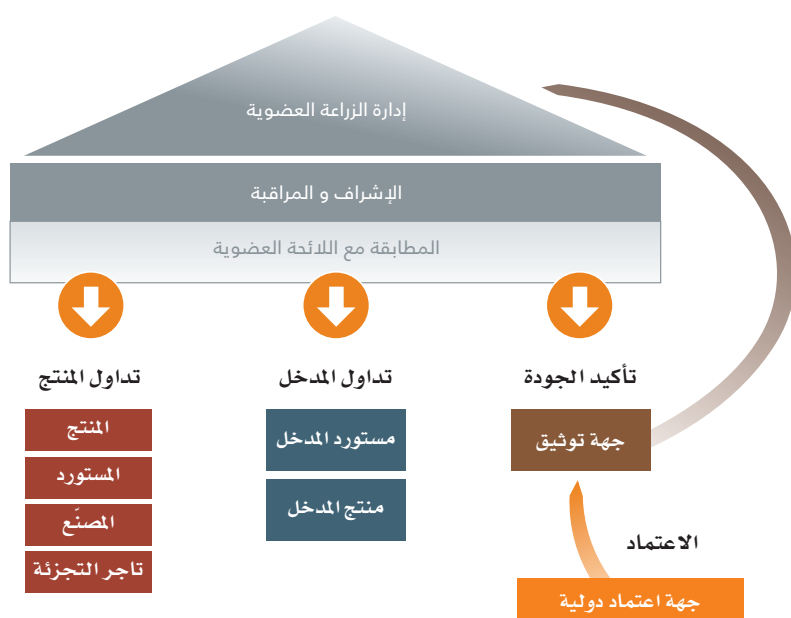 إدارة الزراعة العضوية
الإشراف و المراقبة
المطابقة مع اللائحة العضوية
تأكيد الجودة
جهة توثيق
الاعتماد
جهة اعتماد دولية
تداول المدخل
مستورد المدخل
منتج المدخل
تداول المنتج
المنتج
المستورد
المصنّع
تاجر التجزئة